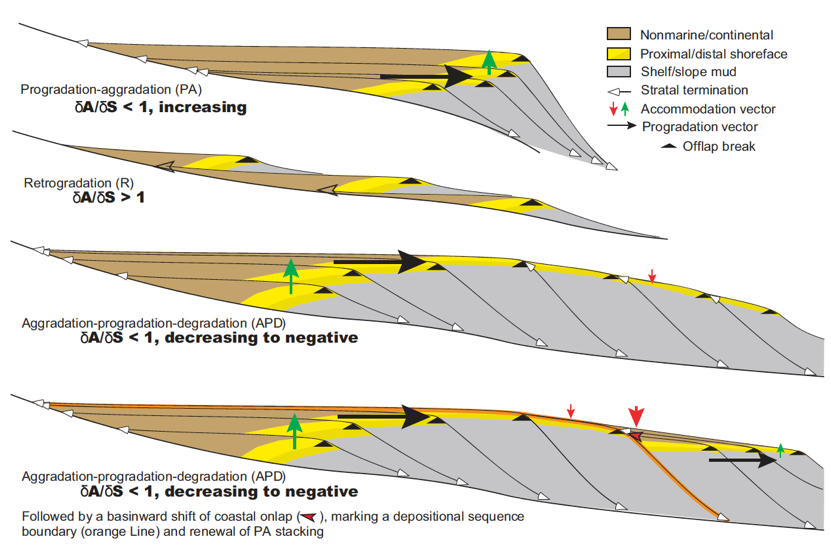 Nonmarine/continental
Proximal/distal shoreface
Shelf/slope mud
Stratal termination
Accommodation vector
Progradation vector
Offlap break
Progradation-aggradation (PA)
δA/δS < 1, increasing
Retrogradation (R)
δA/δS > 1
Aggradation-progradation-degradation (APD)
δA/δS < 1, decreasing to negative
Aggradation-progradation-degradation (APD)
δA/δS < 1, decreasing to negative
Followed by a basinward shift of coastal onlap ( ), marking a depositional sequence
boundary (orange Line) and renewal of PA stacking